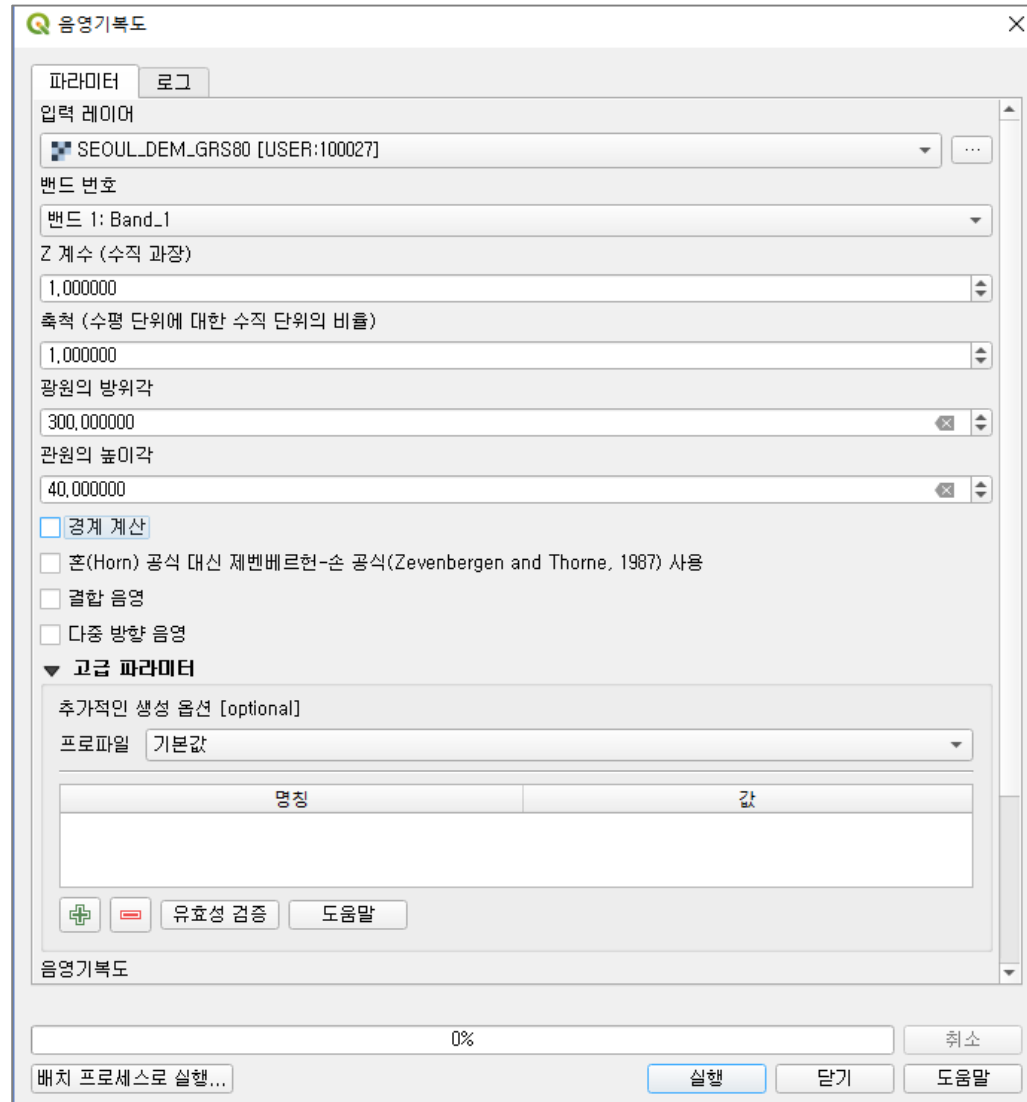 음영기복도
파라미터 로그
입력 레이어
SEOUL_DEM_GRS80 [USER:100027]
...
밴드 번호
밴드 1: Band_1
Z 계수 (수직 과장)
1,000000
축척 (수평 단위에 대한 수직 단위의 비율)
1,000000
광원의 방위각
300,000000
관원의 높이각
40,000000
경계 계산
혼(Horn) 공식 대신 제벤베르헌-손 공식(Zevenbergen and Thorne, 1987) 사용
결합 음영
다중 방향 음영
고급 파라미터
추가적인 생성 옵션 [optional]
프로파일 기본값
명칭 값
유효성 검증 도움말
음영기복도
0% 취소
배치 프로세스로 실행... 실행 닫기 도움말